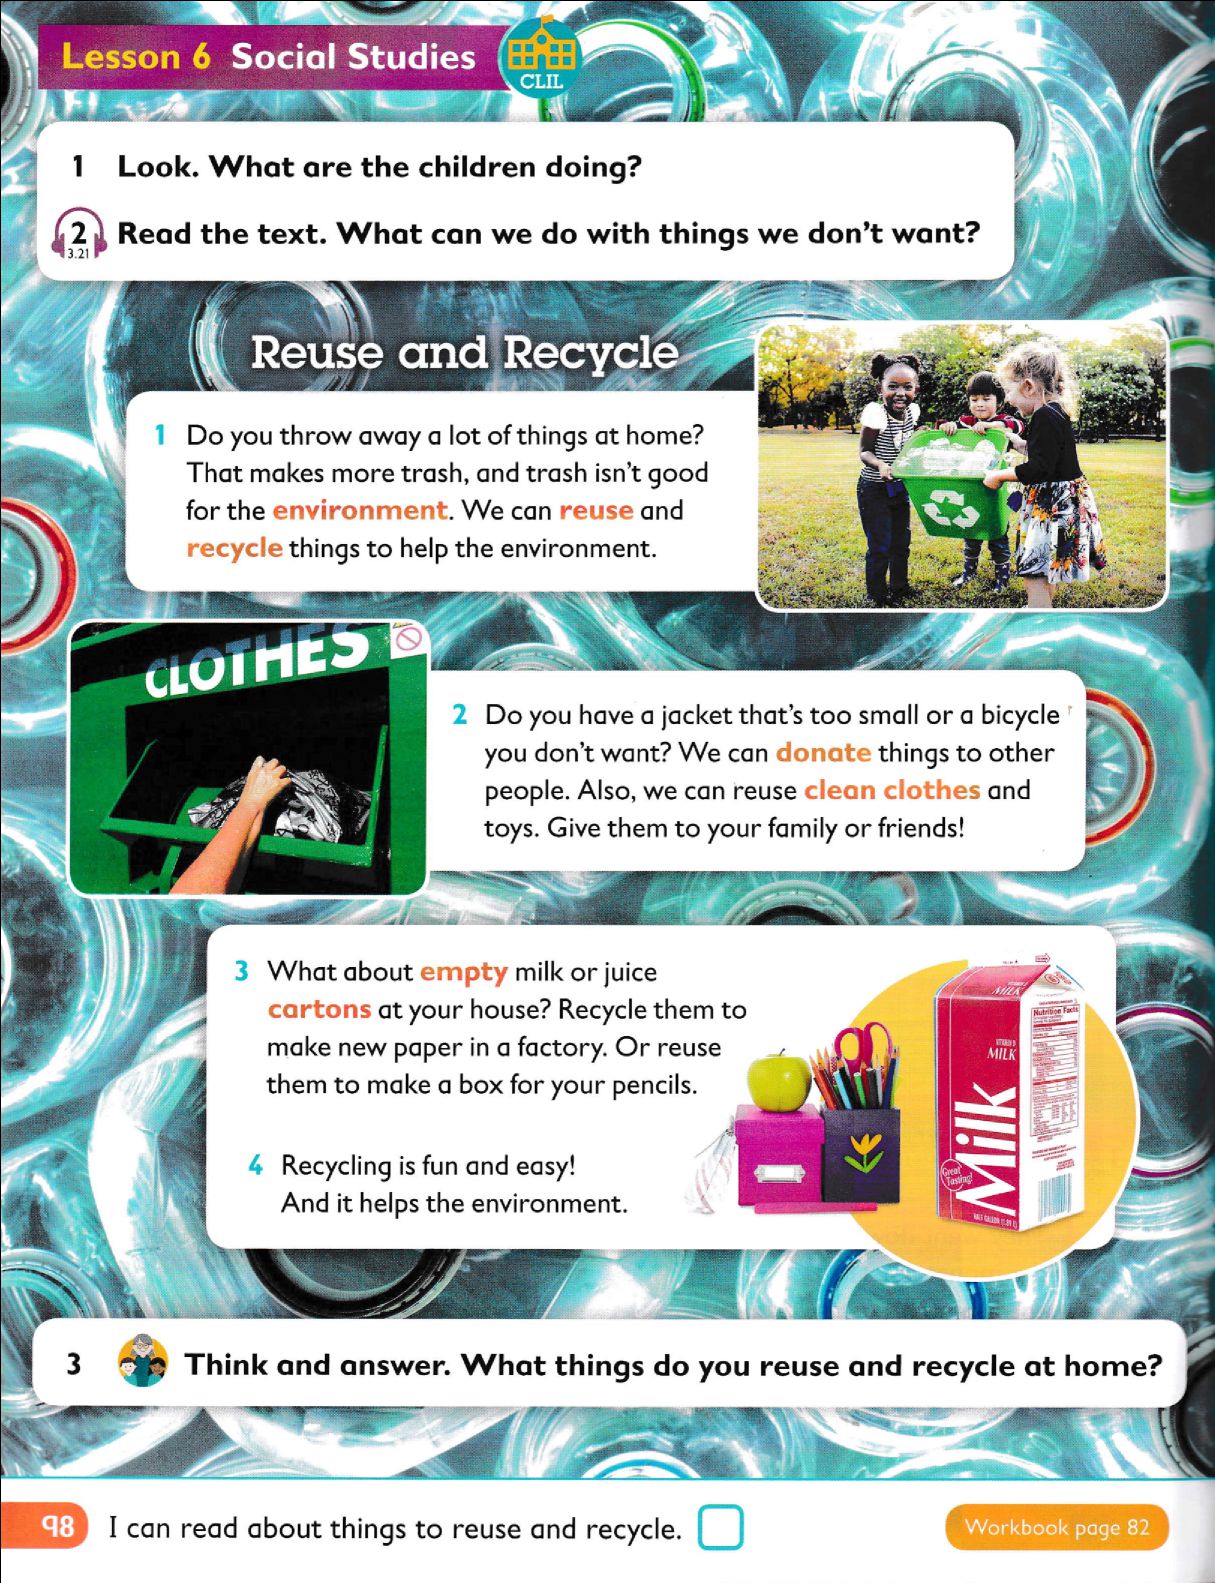 Lesson 6 Social Studies
CLIL
1 Look. What are the children doing?
2 Read the text. What can we do with things we don't want?
3.21
Reuse and Recycle
1 Do you throw away a lot of things at home?
That makes more trash, and trash isn't good
for the environment. We can reuse and
recycle things to help the environment.
CLOTHES
2 Do you have a jacket that's too small or a bicycle
you don't want? We can donate things to other
people. Also, we can reuse clean clothes and
toys. Give them to your family or friends!
3 What about empty milk or juice
cartons at your house? Recycle them to
make new paper in a factory. Or reuse
them to make a box for your pencils.
MILK
Nutrition Facts
VITAMIN D
MILK
Milk
Great
Tasting!
4 Recycling is fun and easy!
And it helps the environment.
3 Think and answer. What things do you reuse and recycle at home?
98 I can read about things to reuse and recycle.
Workbook page 82